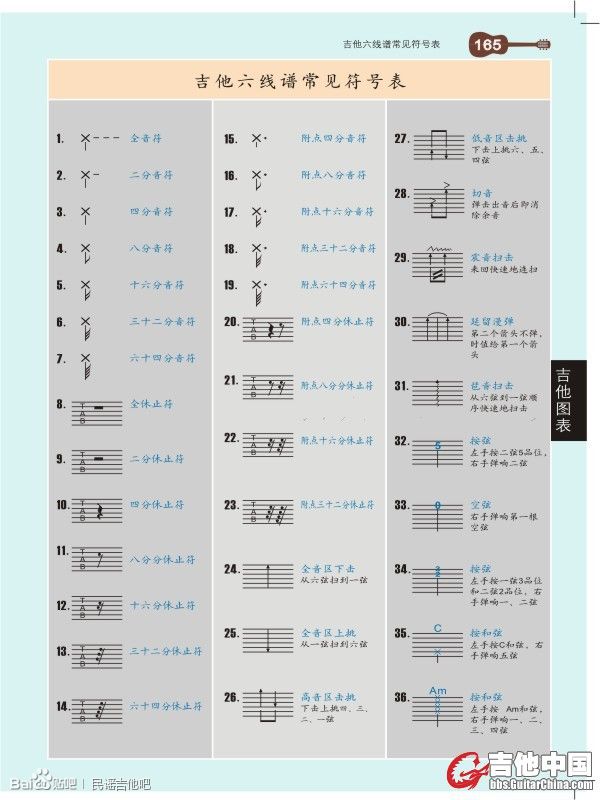 吉他六线谱常见符号表
165
吉他六线谱常见符号表
1. 全音符
2. 二分音符
3. 四分音符
4. 八分音符
5. 十六分音符
6. 三十二分音符
7. 六十四分音符
8. TAB 全休止符
9. TAB 二分休止符
10. TAB 四分休止符
11. TAB 八分分休止符
12. TAB 十六分休止符
13. TAB 三十二分休止符
14. TAB 六十四分休止符
15. 附点四分音符
16. 附点八分音符
17. 附点十六分音符
18. 附点三十二分音符
19. 附点六十四分音符
20. TAB 附点四分休止符
21. TAB 附点八分分休止符
22. TAB 附点十六分休止符
23. TAB 附点三十二分休止符
24. 全音区下击
从六弦扫到一弦
25. 全音区上挑
从一弦扫到六弦
26. 高音区击挑
下击上挑四、三、
二、一弦
27. 低音区击挑
下击上挑六、五、
四弦
28. 切音
弹击出音后即消
除余音
29. 震音扫击
来回快速地连扫
30. 延留漫弹
第二个箭头不弹，
时值给第一个箭
头
31. 琶音扫击
从六弦到一弦顺
序快速地扫击
32. 5 按弦
左手按二弦5品位，
右手弹响二弦
33. 0 空弦
右手弹响第一根
空弦
34. 3 2 按弦
左手按一弦3品位
和二弦2品位，右
手弹响一、二弦
35. C 按和弦
左手按C和弦，右
手弹响五弦
36. Am 按和弦
左手按 Am和弦，
右手弹响一、二、
三、四弦
吉他图表
Bai贴吧 | 民谣吉他吧
吉他中国
bbs.GuitarChina.com